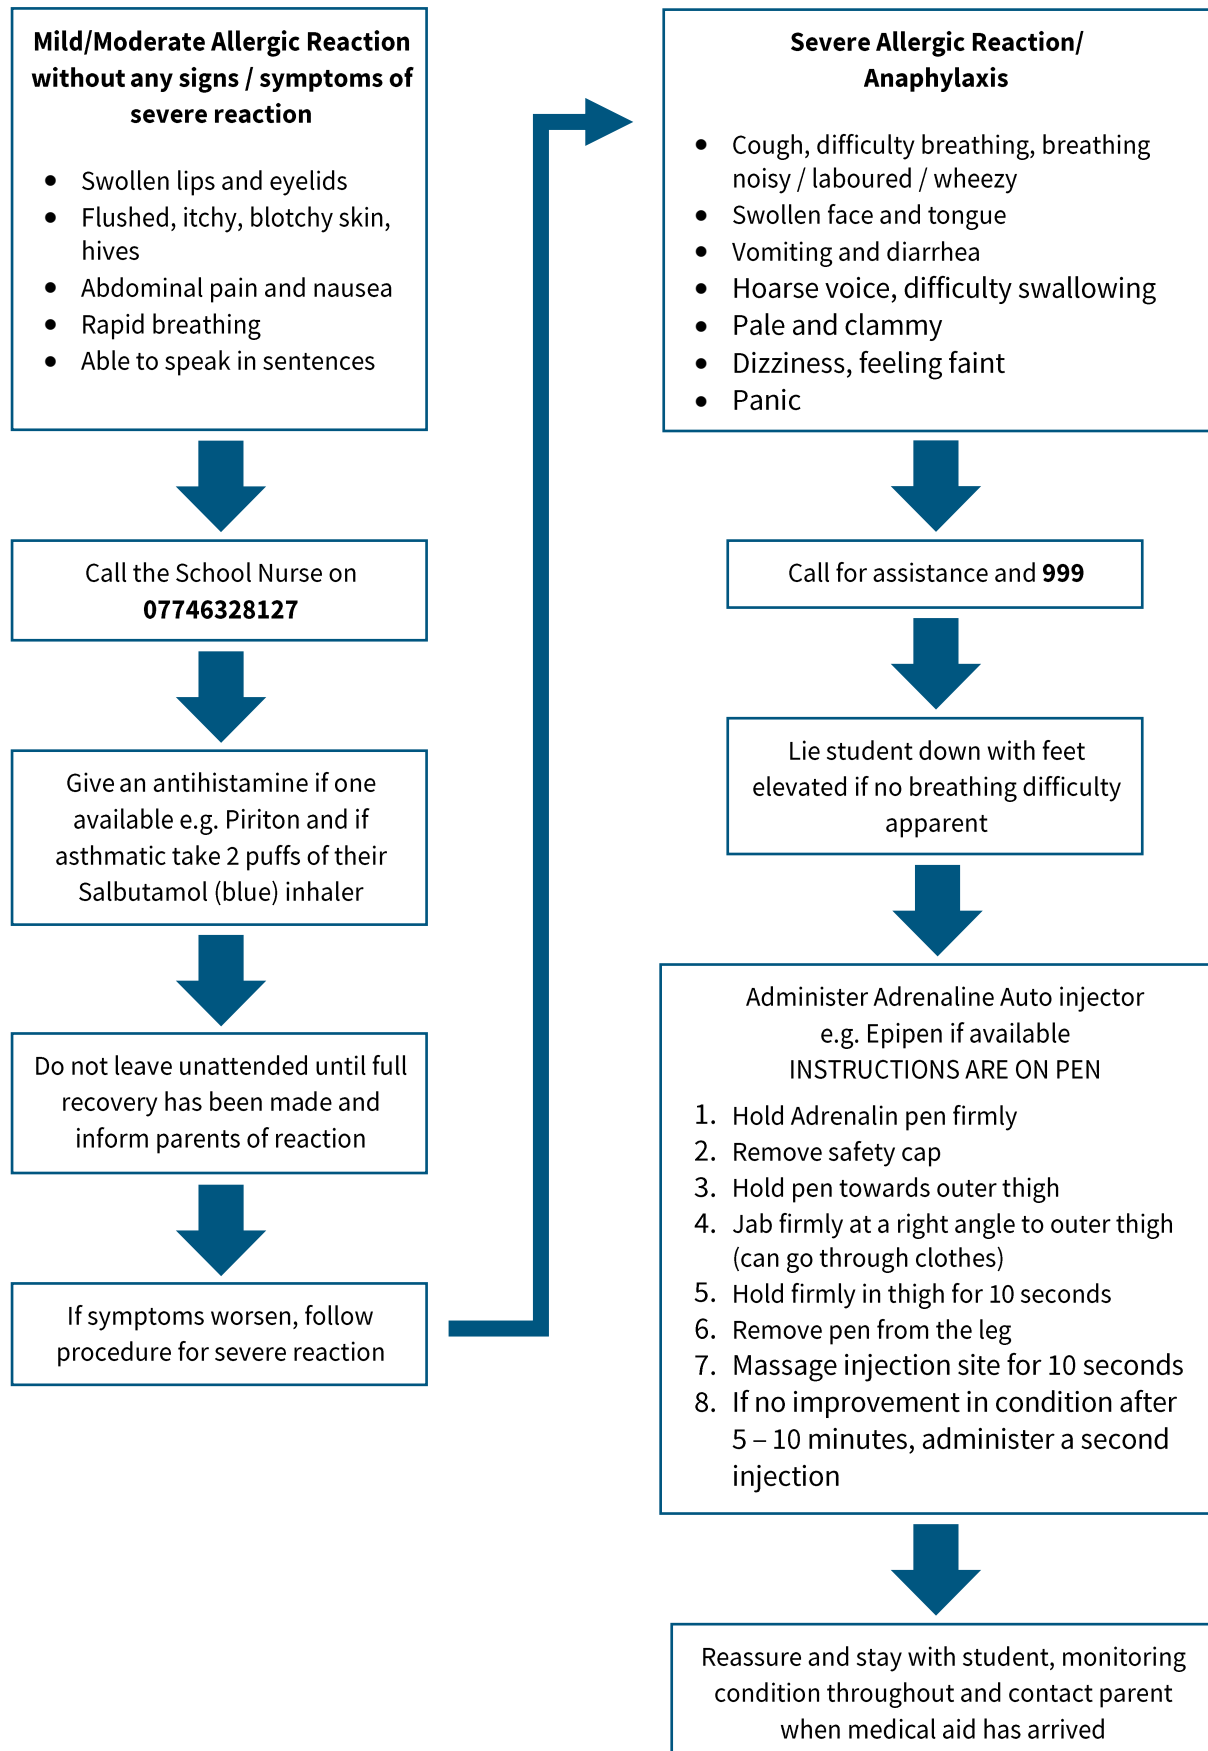 Mild/Moderate Allergic Reaction
without any signs / symptoms of
severe reaction
• Swollen lips and eyelids
• Flushed, itchy, blotchy skin,
hives
• Abdominal pain and nausea
• Rapid breathing
• Able to speak in sentences
Call the School Nurse on
07746328127
Give an antihistamine if one
available e.g. Piriton and if
asthmatic take 2 puffs of their
Salbutamol (blue) inhaler
Do not leave unattended until full
recovery has been made and
inform parents of reaction
If symptoms worsen, follow
procedure for severe reaction
Severe Allergic Reaction/
Anaphylaxis
• Cough, difficulty breathing, breathing
noisy / laboured / wheezy
• Swollen face and tongue
• Vomiting and diarrhea
• Hoarse voice, difficulty swallowing
• Pale and clammy
• Dizziness, feeling faint
• Panic
Call for assistance and 999
Lie student down with feet
elevated if no breathing difficulty
apparent
Administer Adrenaline Auto injector
e.g. Epipen if available
INSTRUCTIONS ARE ON PEN
1. Hold Adrenalin pen firmly
2. Remove safety cap
3. Hold pen towards outer thigh
4. Jab firmly at a right angle to outer thigh
(can go through clothes)
5. Hold firmly in thigh for 10 seconds
6. Remove pen from the leg
7. Massage injection site for 10 seconds
8. If no improvement in condition after
5 – 10 minutes, administer a second
injection
Reassure and stay with student, monitoring
condition throughout and contact parent
when medical aid has arrived